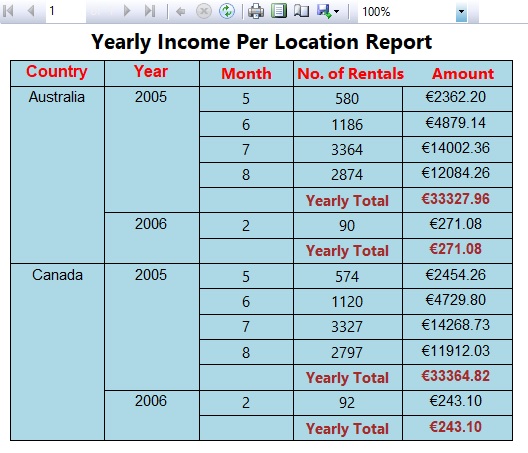 1 100%
Yearly Income Per Location Report
Country Year Month No. of Rentals Amount
Australia 2005 5 580 €2362.20
6 1186 €4879.14
7 3364 €14002.36
8 2874 €12084.26
Yearly Total €33327.96
2006 2 90 €271.08
Yearly Total €271.08
Canada 2005 5 574 €2454.26
6 1120 €4729.80
7 3327 €14268.73
8 2797 €11912.03
Yearly Total €33364.82
2006 2 92 €243.10
Yearly Total €243.10